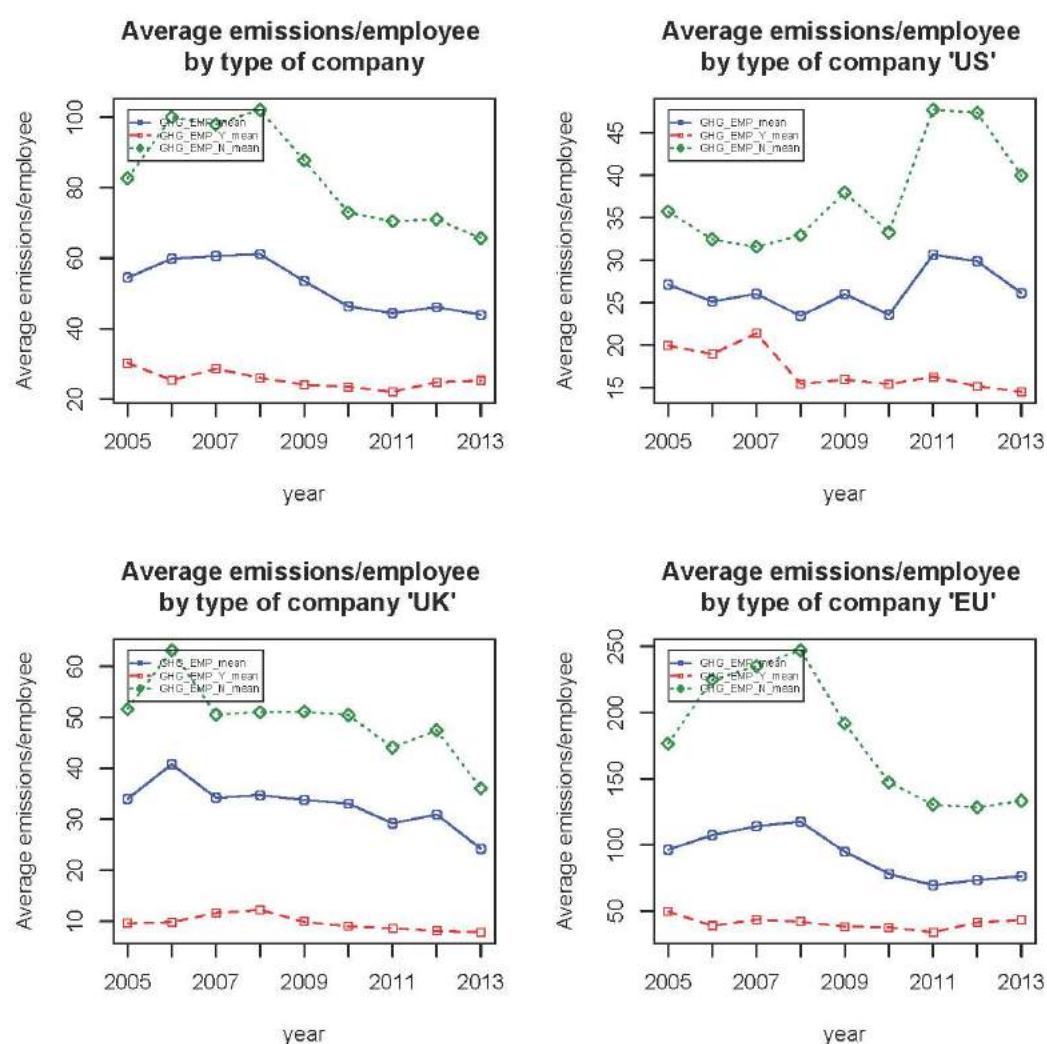 Average emissions/employee
by type of company
Average emissions/employee
100
80
60
40
20
GHG_EMP_mean
GHG_EMP_Y_mean
GHG_EMP_N_mean
2005 2007 2009 2011 2013
year
Average emissions/employee
by type of company 'US'
Average emissions/employee
45
40
35
30
25
20
15
GHG_EMP_mean
GHG_EMP_Y_mean
GHG_EMP_N_mean
2005 2007 2009 2011 2013
year
Average emissions/employee
by type of company 'UK'
Average emissions/employee
60
50
40
30
20
10
GHG_EMP_mean
GHG_EMP_Y_mean
GHG_EMP_N_mean
2005 2007 2009 2011 2013
year
Average emissions/employee
by type of company 'EU'
Average emissions/employee
250
200
150
100
50
GHG_EMP_mean
GHG_EMP_Y_mean
GHG_EMP_N_mean
2005 2007 2009 2011 2013
year